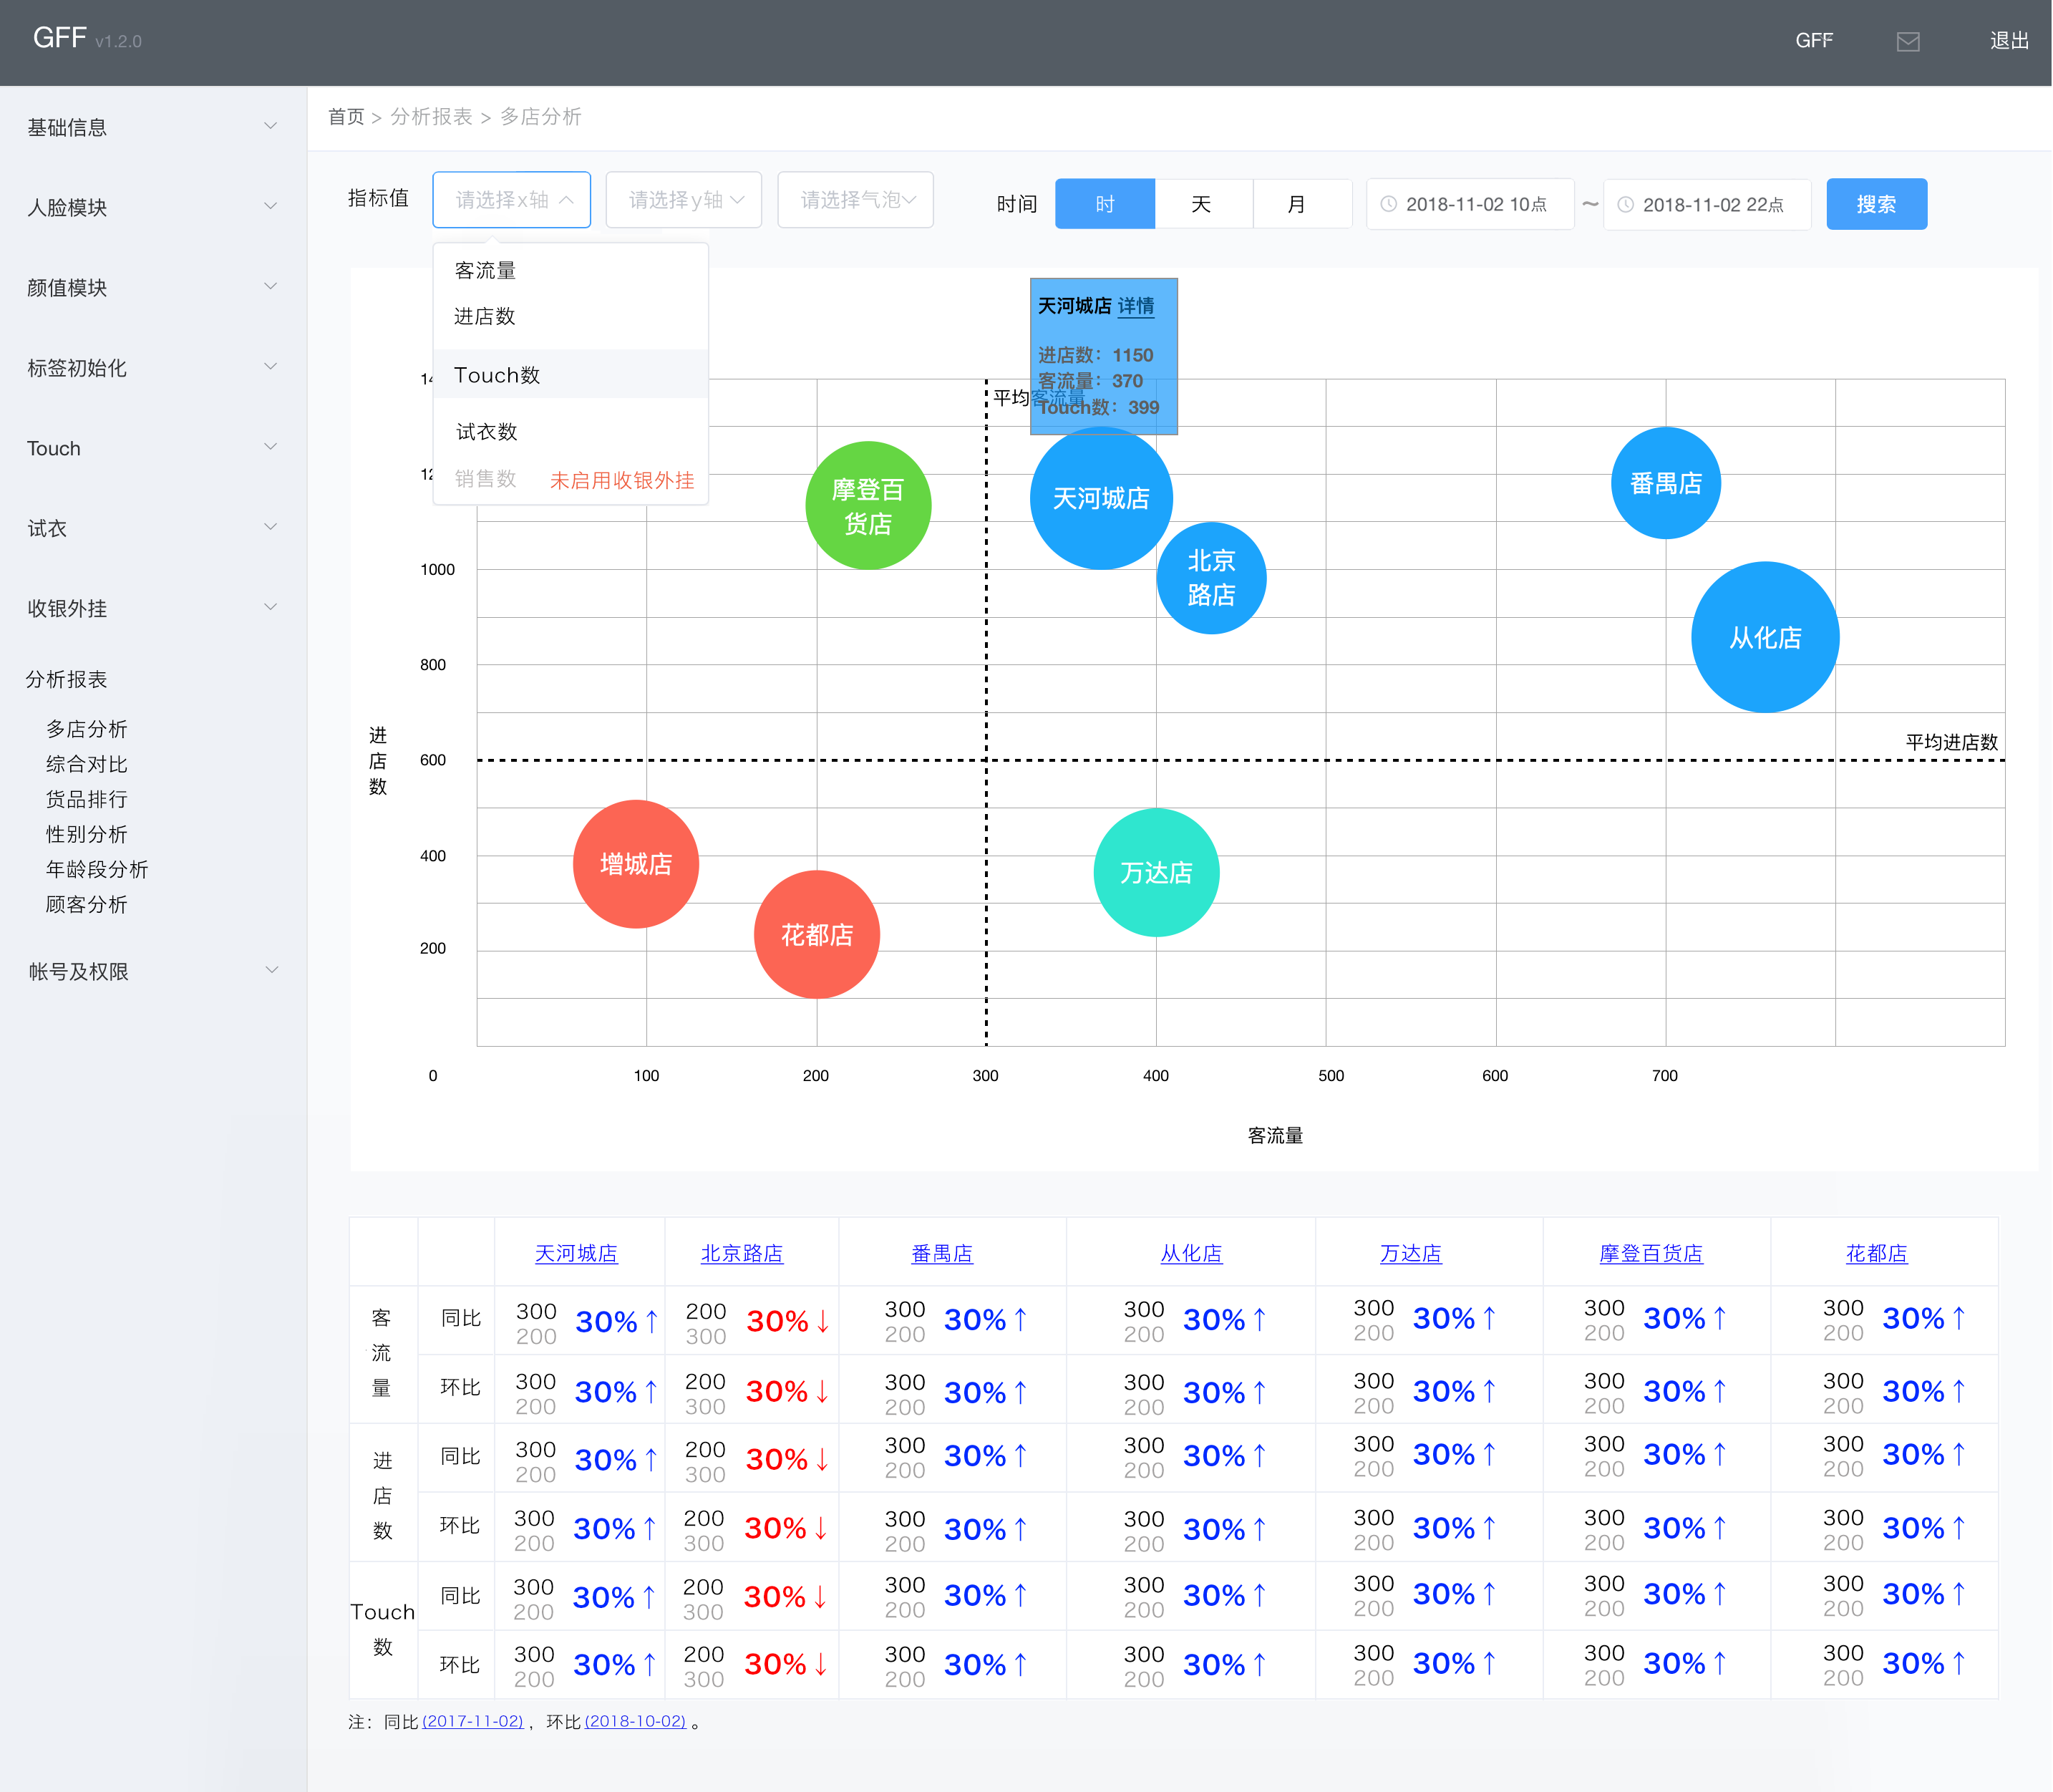 GFF v1.2.0
GFF
退出
基础信息
人脸模块
颜值模块
标签初始化
Touch
试衣
收银外挂
分析报表
多店分析
综合对比
货品排行
性别分析
年龄段分析
顾客分析
帐号及权限
首页 > 分析报表 > 多店分析
指标值 请选择x轴 请选择y轴 请选择气泡 时间 时 天 月 2018-11-02 10点 ~ 2018-11-02 22点 搜索
客流量
进店数
Touch数
试衣数
销售数 未启用收银外挂
天河城店 详情
进店数：1150
客流量：370
Touch数：399
平均客流量
14
12
1000
800
600
400
200
进
店
数
摩登百
货店
天河城店
北京
路店
番禺店
从化店
平均进店数
增城店
花都店
万达店
0 100 200 300 400 500 600 700
客流量
天河城店 北京路店 番禺店 从化店 万达店 摩登百货店 花都店
客
流
量
同比 300 30%↑ 200 30%↓ 300 30%↑ 300 30%↑ 300 30%↑ 300 30%↑ 300 30%↑
200 300 200 200 200 200 200
环比 300 30%↑ 200 30%↓ 300 30%↑ 300 30%↑ 300 30%↑ 300 30%↑ 300 30%↑
200 300 200 200 200 200 200
进
店
数
同比 300 30%↑ 200 30%↓ 300 30%↑ 300 30%↑ 300 30%↑ 300 30%↑ 300 30%↑
200 300 200 200 200 200 200
环比 300 30%↑ 200 30%↓ 300 30%↑ 300 30%↑ 300 30%↑ 300 30%↑ 300 30%↑
200 300 200 200 200 200 200
Touch
数
同比 300 30%↑ 200 30%↓ 300 30%↑ 300 30%↑ 300 30%↑ 300 30%↑ 300 30%↑
200 300 200 200 200 200 200
环比 300 30%↑ 200 30%↓ 300 30%↑ 300 30%↑ 300 30%↑ 300 30%↑ 300 30%↑
200 300 200 200 200 200 200
注：同比(2017-11-02)，环比(2018-10-02)。